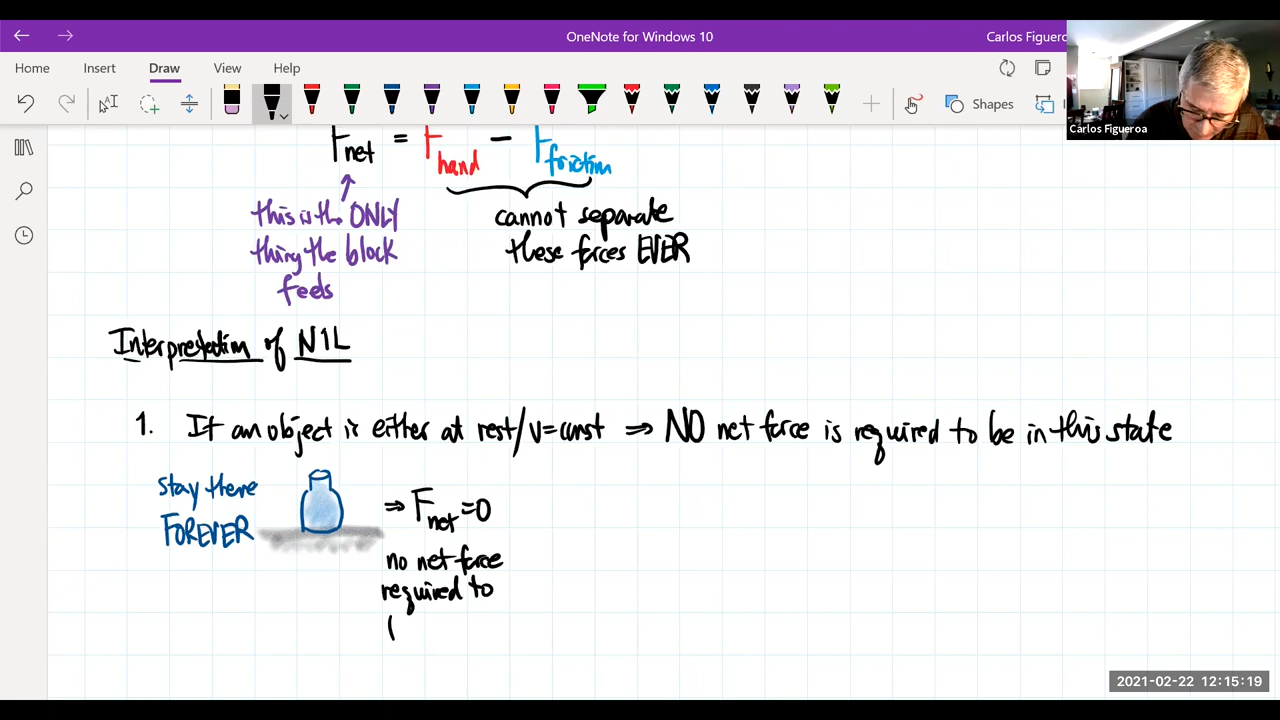 OneNote for Windows 10
Carlos Figuero
Home Insert Draw View Help
Shapes
Carlos Figueroa
Fnet = Fhand - Ffriction
this is the ONLY
thing the block
feels
cannot separate
these forces EVER
Interpretation of N1L
1. If an object is either at rest/v=const ⇒ NO net force is required to be in this state
stay there
FOREVER
⇒ Fnet=0
no net force
required to
2021-02-22 12:15:19